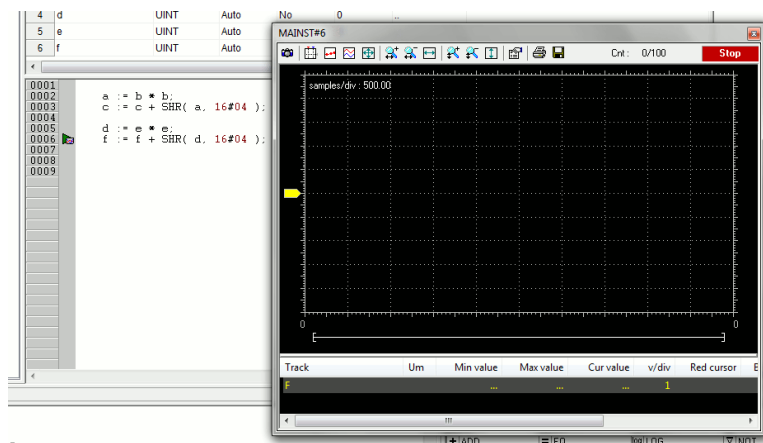 4 d UINT Auto No 0 ..
5 e UINT Auto
6 f UINT Auto
MAINST#6
Cnt: 0/100 Stop
samples/div : 500.00
0001
0002 a := b * b;
0003 c := c + SHR( a, 16#04 );
0004
0005 d := e * e;
0006 f := f + SHR( d, 16#04 );
0007
0008
0009
0 0
Track Um Min value Max value Cur value v/div Red cursor
F ... ... ... 1
ADD EQ log LOG NOT